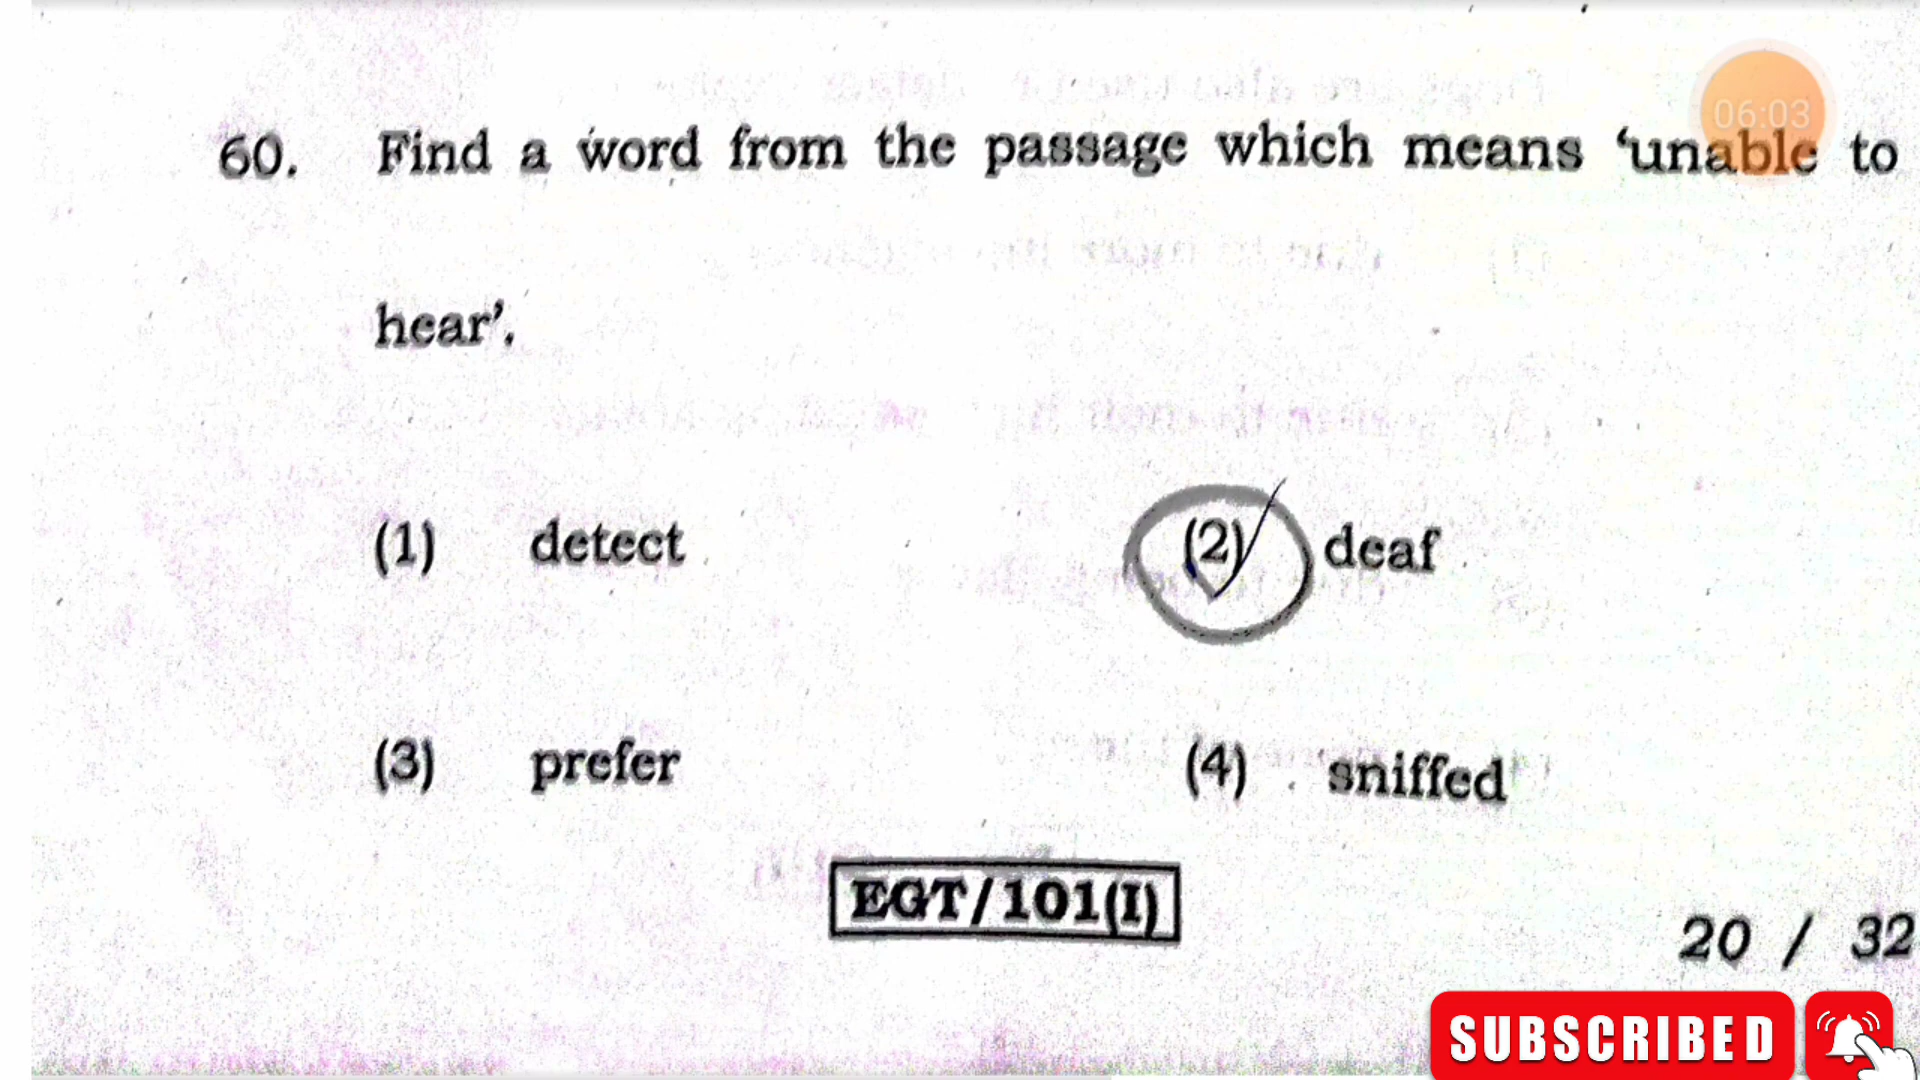 06:03
60. Find a word from the passage which means 'unable to
hear'.
(1) detect (2) deaf
(3) prefer (4) sniffed
EGT/101(I)
20 / 32
SUBSCRIBED